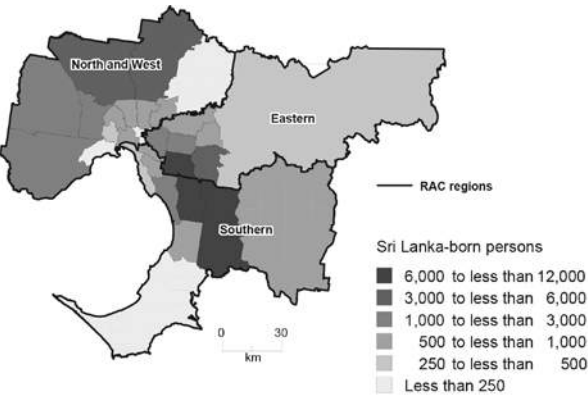 North and West
Eastern
Southern
RAC regions
Sri Lanka-born persons
6,000 to less than 12,000
3,000 to less than 6,000
1,000 to less than 3,000
500 to less than 1,000
250 to less than 500
Less than 250
0 30
km